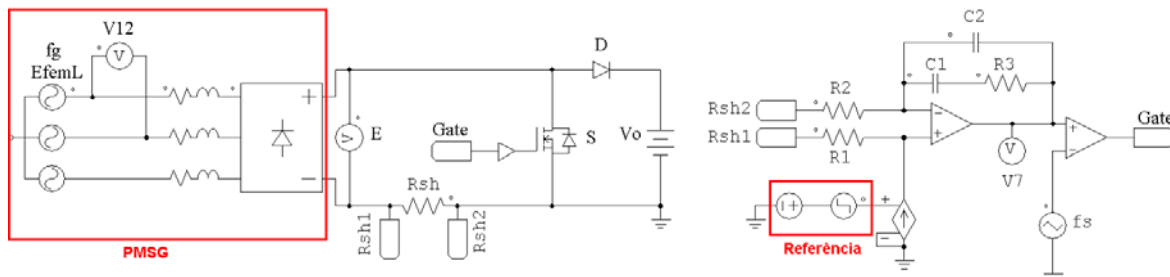 fg
EfemL
V12
V
E
V
+
−
PMSG
Gate
S
D
Vo
Rsh
Rsh1
Rsh2
C2
C1
R3
R2
R1
Rsh2
Rsh1
−
+
V
V7
+
−
Gate
fs
+
−
Referência